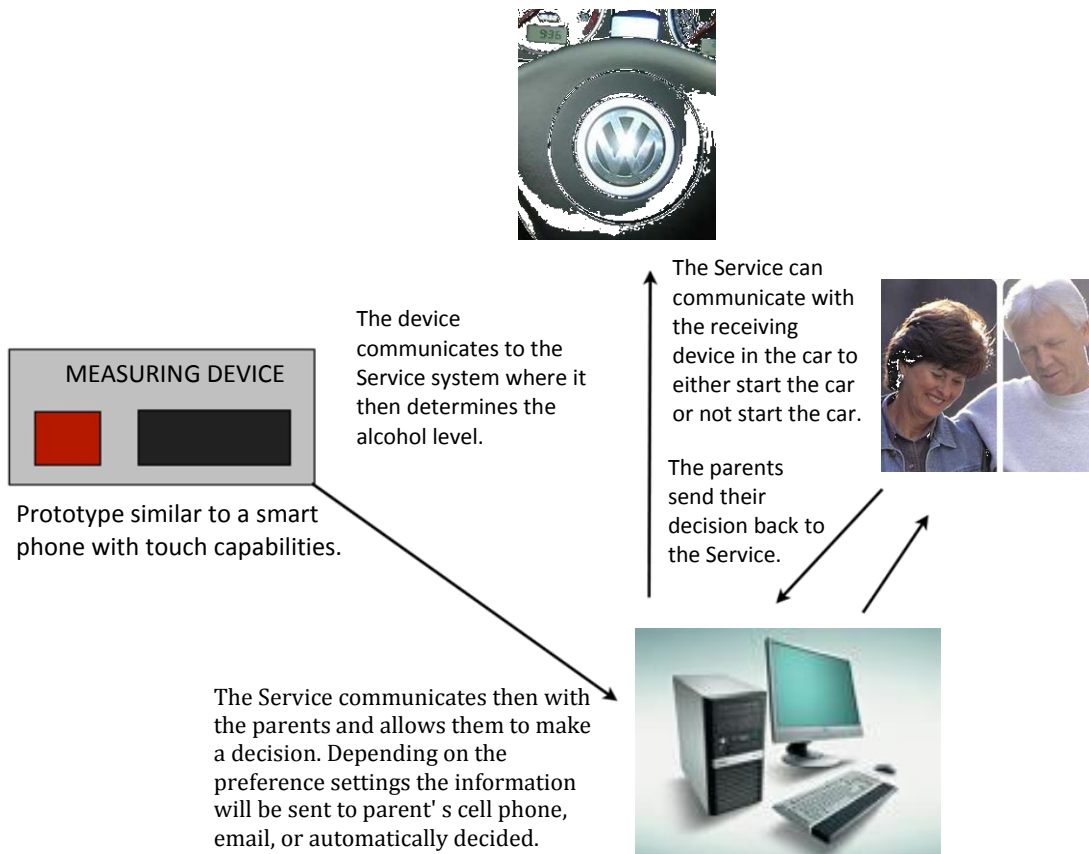 936
The Service can
communicate with
the receiving
device in the car to
either start the car
or not start the car.
The device
communicates to the
Service system where it
then determines the
alcohol level.
MEASURING DEVICE
The parents
send their
decision back to
the Service.
Prototype similar to a smart
phone with touch capabilities.
The Service communicates then with
the parents and allows them to make
a decision. Depending on the
preference settings the information
will be sent to parent' s cell phone,
email, or automatically decided.